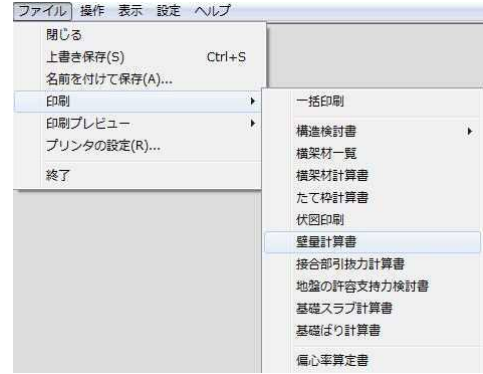 ファイル 操作 表示 設定 ヘルプ
閉じる
上書き保存(S) Ctrl+S
名前を付けて保存(A)...
印刷
印刷プレビュー
プリンタの設定(R)...
終了
一括印刷
構造検討書
横架材一覧
横架材計算書
たて枠計算書
伏図印刷
壁量計算書
接合部引抜力計算書
地盤の許容支持力検討書
基礎スラブ計算書
基礎ばり計算書
偏心率算定書